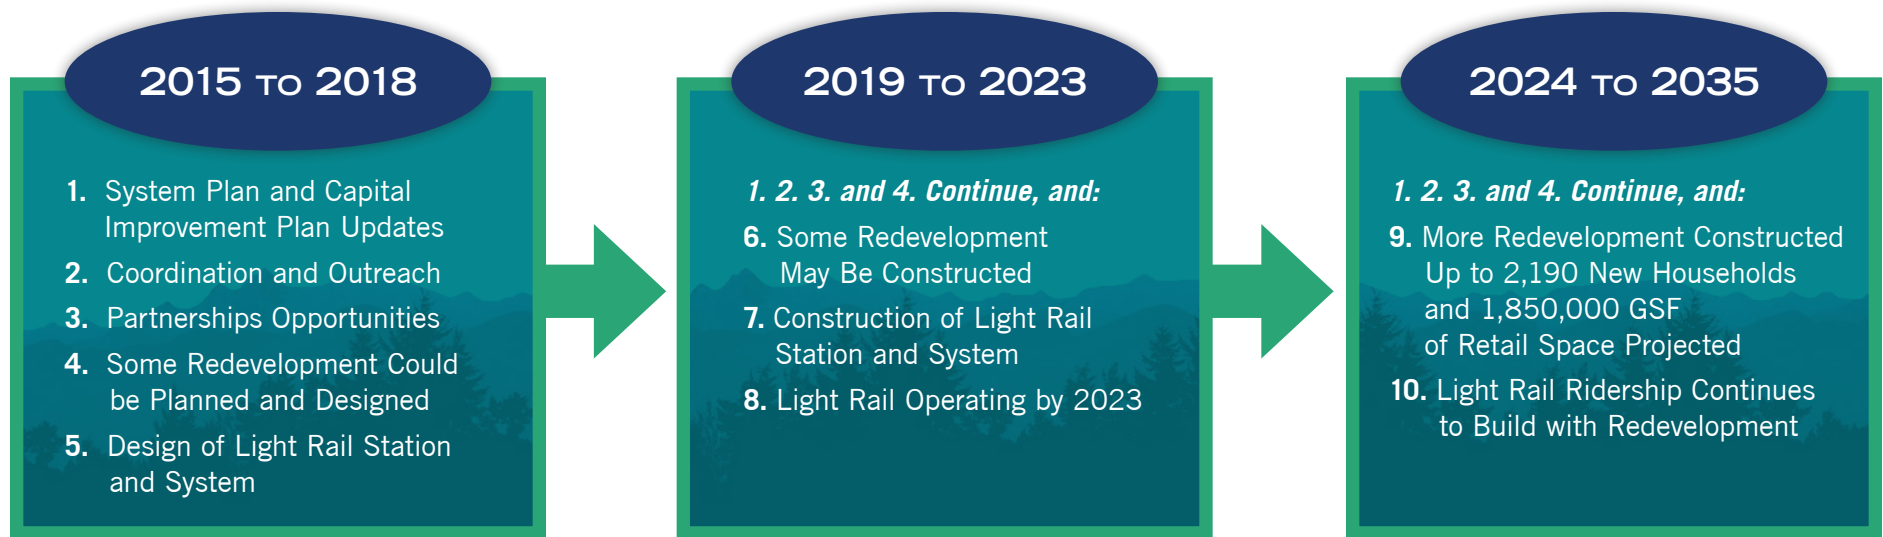 2015 TO 2018
1. System Plan and Capital
Improvement Plan Updates
2. Coordination and Outreach
3. Partnerships Opportunities
4. Some Redevelopment Could
be Planned and Designed
5. Design of Light Rail Station
and System
2019 TO 2023
1. 2. 3. and 4. Continue, and:
6. Some Redevelopment
May Be Constructed
7. Construction of Light Rail
Station and System
8. Light Rail Operating by 2023
2024 TO 2035
1. 2. 3. and 4. Continue, and:
9. More Redevelopment Constructed
Up to 2,190 New Households
and 1,850,000 GSF
of Retail Space Projected
10. Light Rail Ridership Continues
to Build with Redevelopment